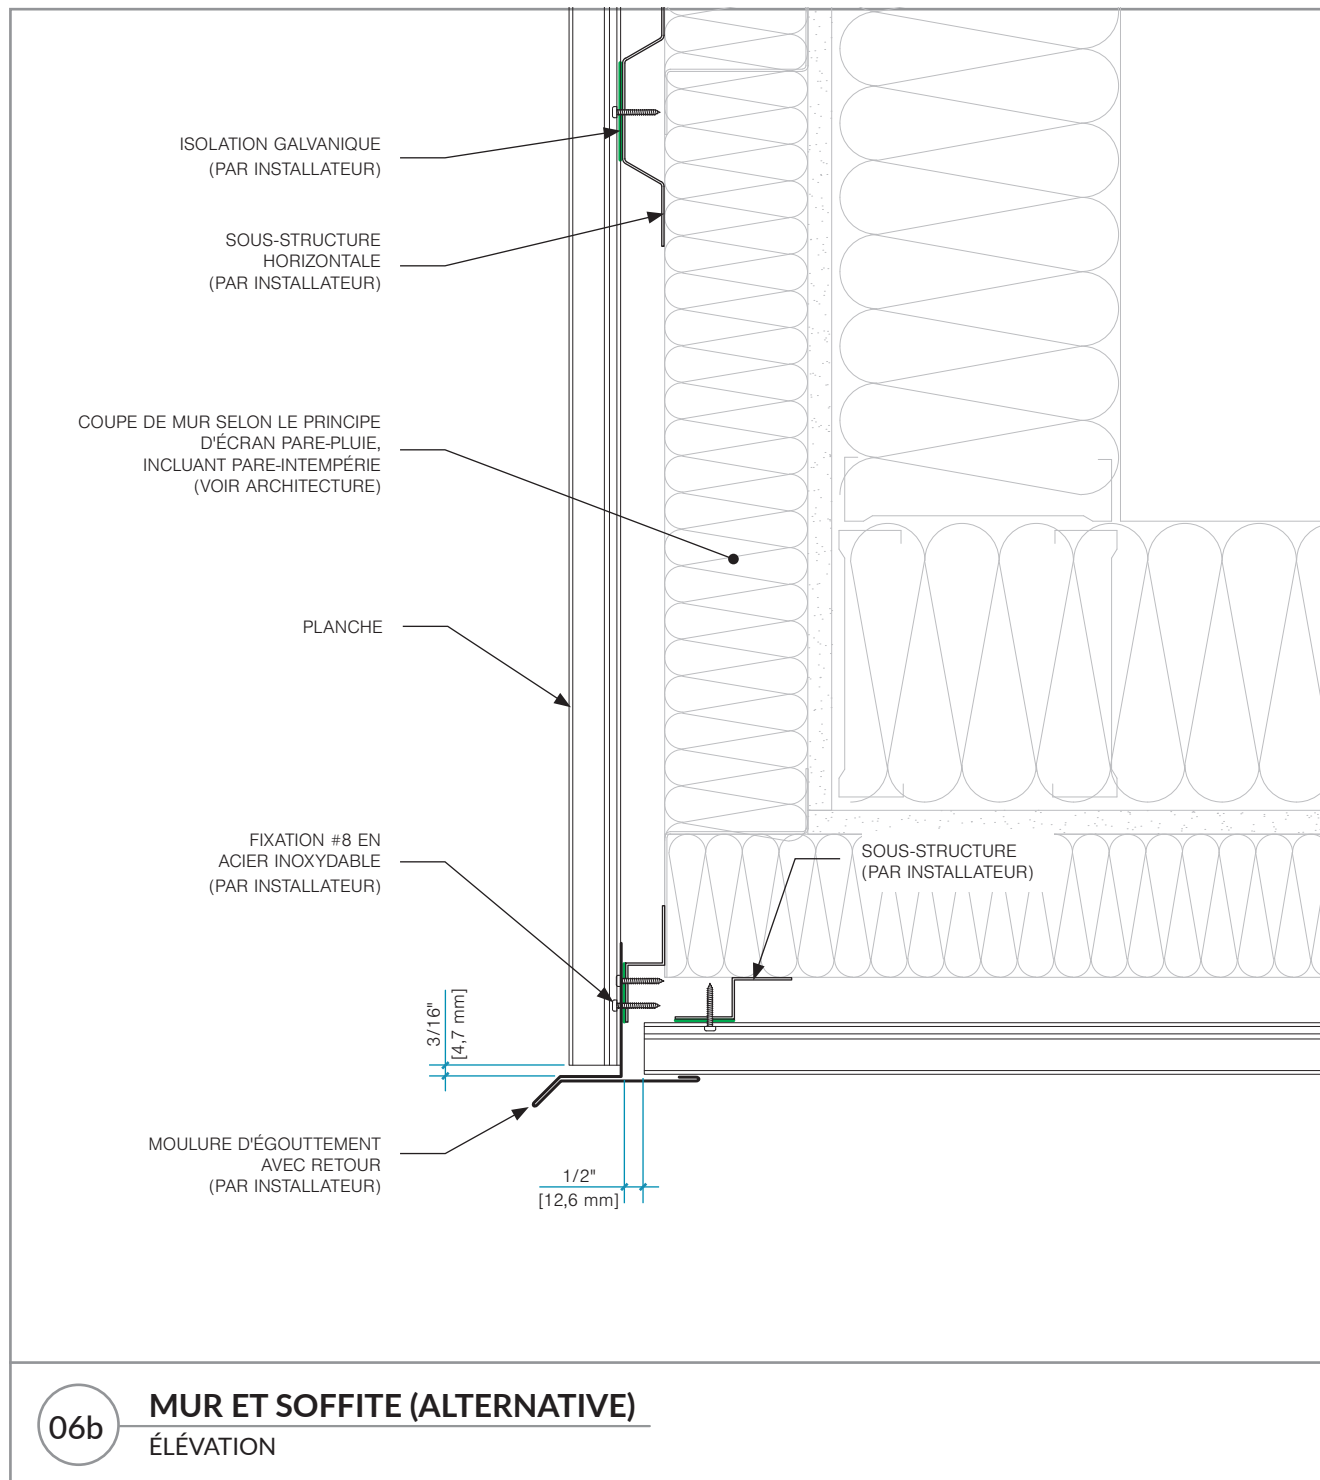 ISOLATION GALVANIQUE
(PAR INSTALLATEUR)
SOUS-STRUCTURE
HORIZONTALE
(PAR INSTALLATEUR)
COUPE DE MUR SELON LE PRINCIPE
D'ÉCRAN PARE-PLUIE,
INCLUANT PARE-INTEMPÉRIE
(VOIR ARCHITECTURE)
PLANCHE
FIXATION #8 EN
ACIER INOXYDABLE
(PAR INSTALLATEUR)
SOUS-STRUCTURE
(PAR INSTALLATEUR)
3/16"
[4,7 mm]
MOULURE D'ÉGOUTTEMENT
AVEC RETOUR
(PAR INSTALLATEUR)
1/2"
[12,6 mm]
06b
MUR ET SOFFITE (ALTERNATIVE)
ÉLÉVATION